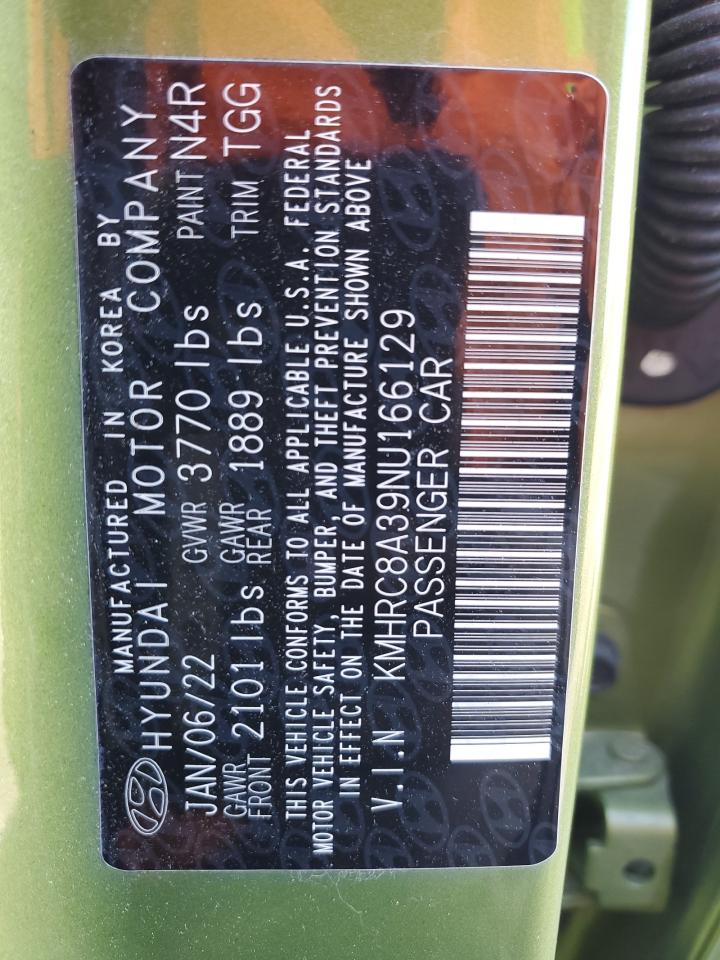 MANUFACTURED IN KOREA BY
HYUNDAI MOTOR COMPANY
JAN/06/22 GVWR 3770 lbs PAINT N4R
GAWR FRONT 2101 lbs GAWR REAR 1889 lbs TRIM TGG
THIS VEHICLE CONFORMS TO ALL APPLICABLE U.S.A. FEDERAL
MOTOR VEHICLE SAFETY, BUMPER, AND THEFT PREVENTION STANDARDS
IN EFFECT ON THE DATE OF MANUFACTURE SHOWN ABOVE
V.I.N KMHRC8A39NU166129
PASSENGER CAR